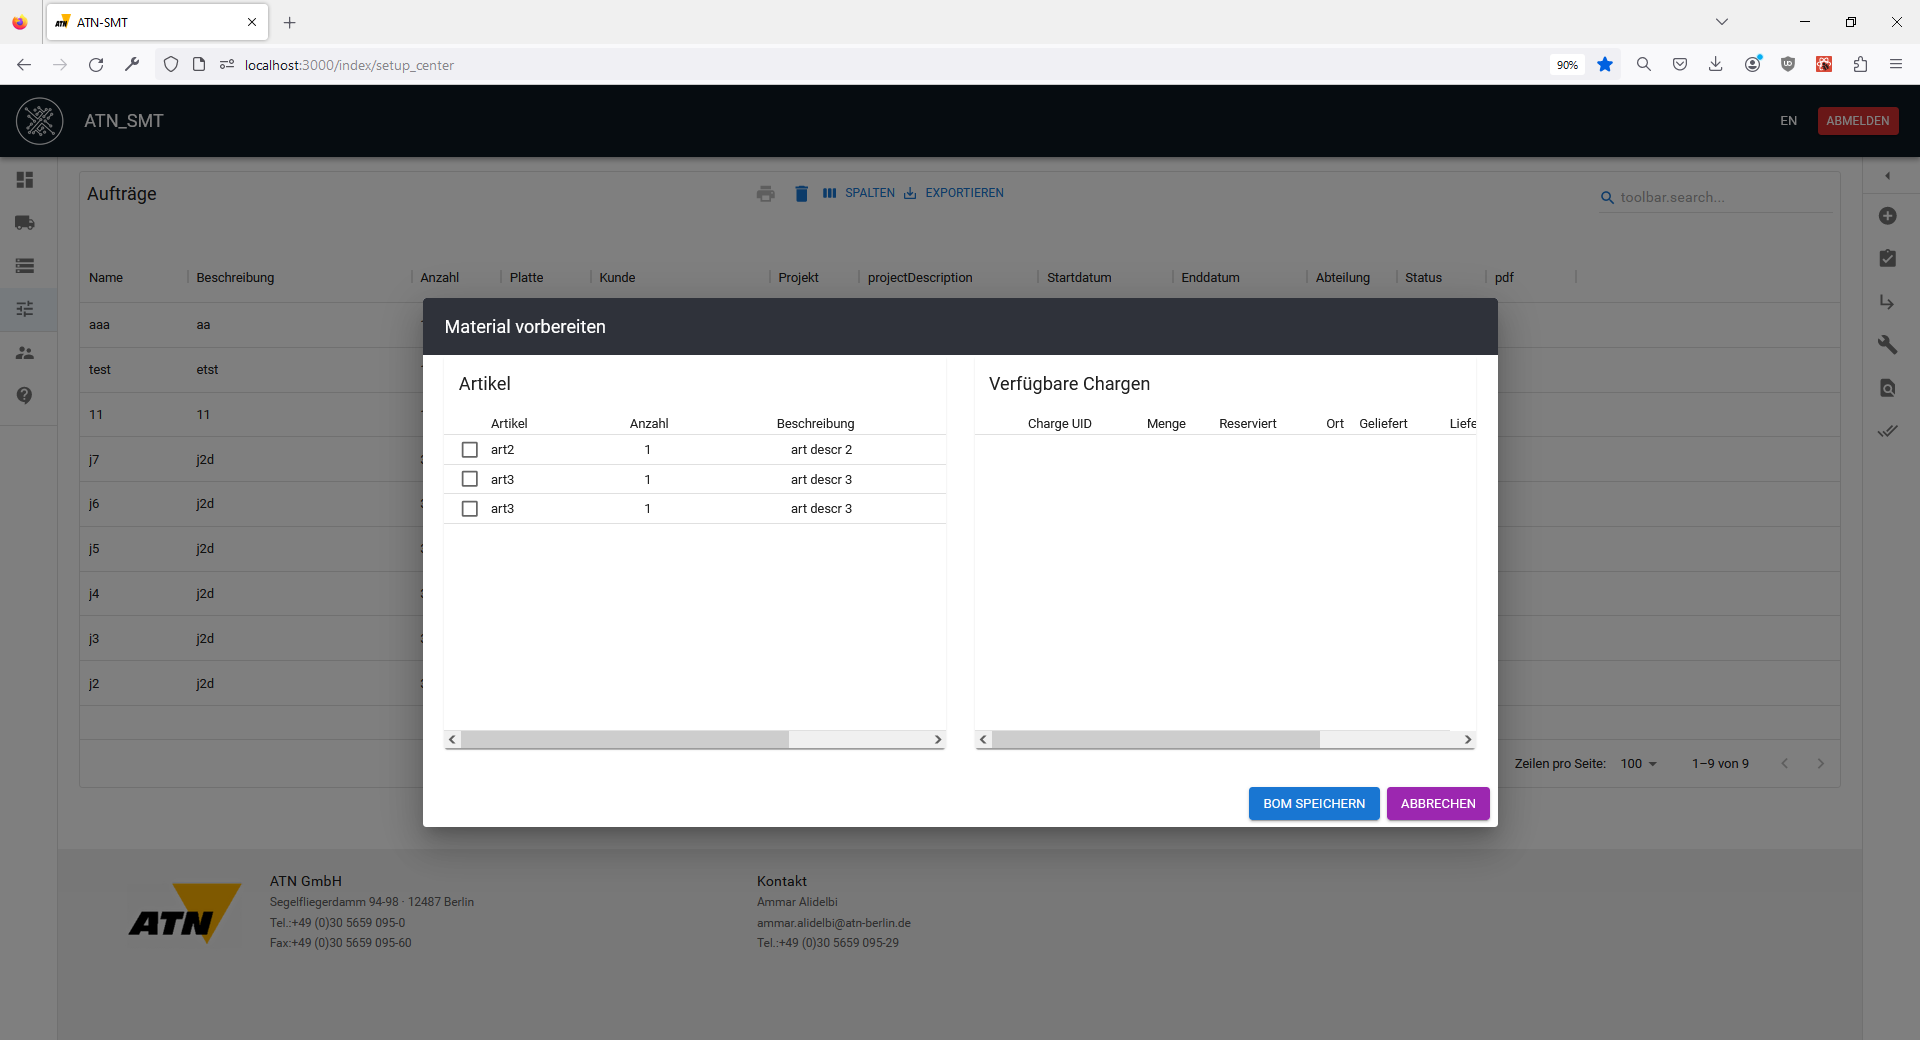 ATN-SMT
localhost:3000/index/setup_center
90%
ATN_SMT
EN
ABMELDEN
Aufträge
SPALTEN
EXPORTIEREN
toolbar.search...
Name Beschreibung Anzahl Platte Kunde Projekt projectDescription Startdatum Enddatum Abteilung Status pdf
aaa aa
test etst
11 11
j7 j2d
j6 j2d
j5 j2d
j4 j2d
j3 j2d
j2 j2d
Material vorbereiten
Artikel
Artikel Anzahl Beschreibung
art2 1 art descr 2
art3 1 art descr 3
art3 1 art descr 3
Verfügbare Chargen
Charge UID Menge Reserviert Ort Geliefert Liefe
BOM SPEICHERN
ABBRECHEN
Zeilen pro Seite: 100 1–9 von 9
ATN
ATN GmbH
Segelfliegerdamm 94-98 · 12487 Berlin
Tel.:+49 (0)30 5659 095-0
Fax:+49 (0)30 5659 095-60
Kontakt
Ammar Alidelbi
ammar.alidelbi@atn-berlin.de
Tel.:+49 (0)30 5659 095-29